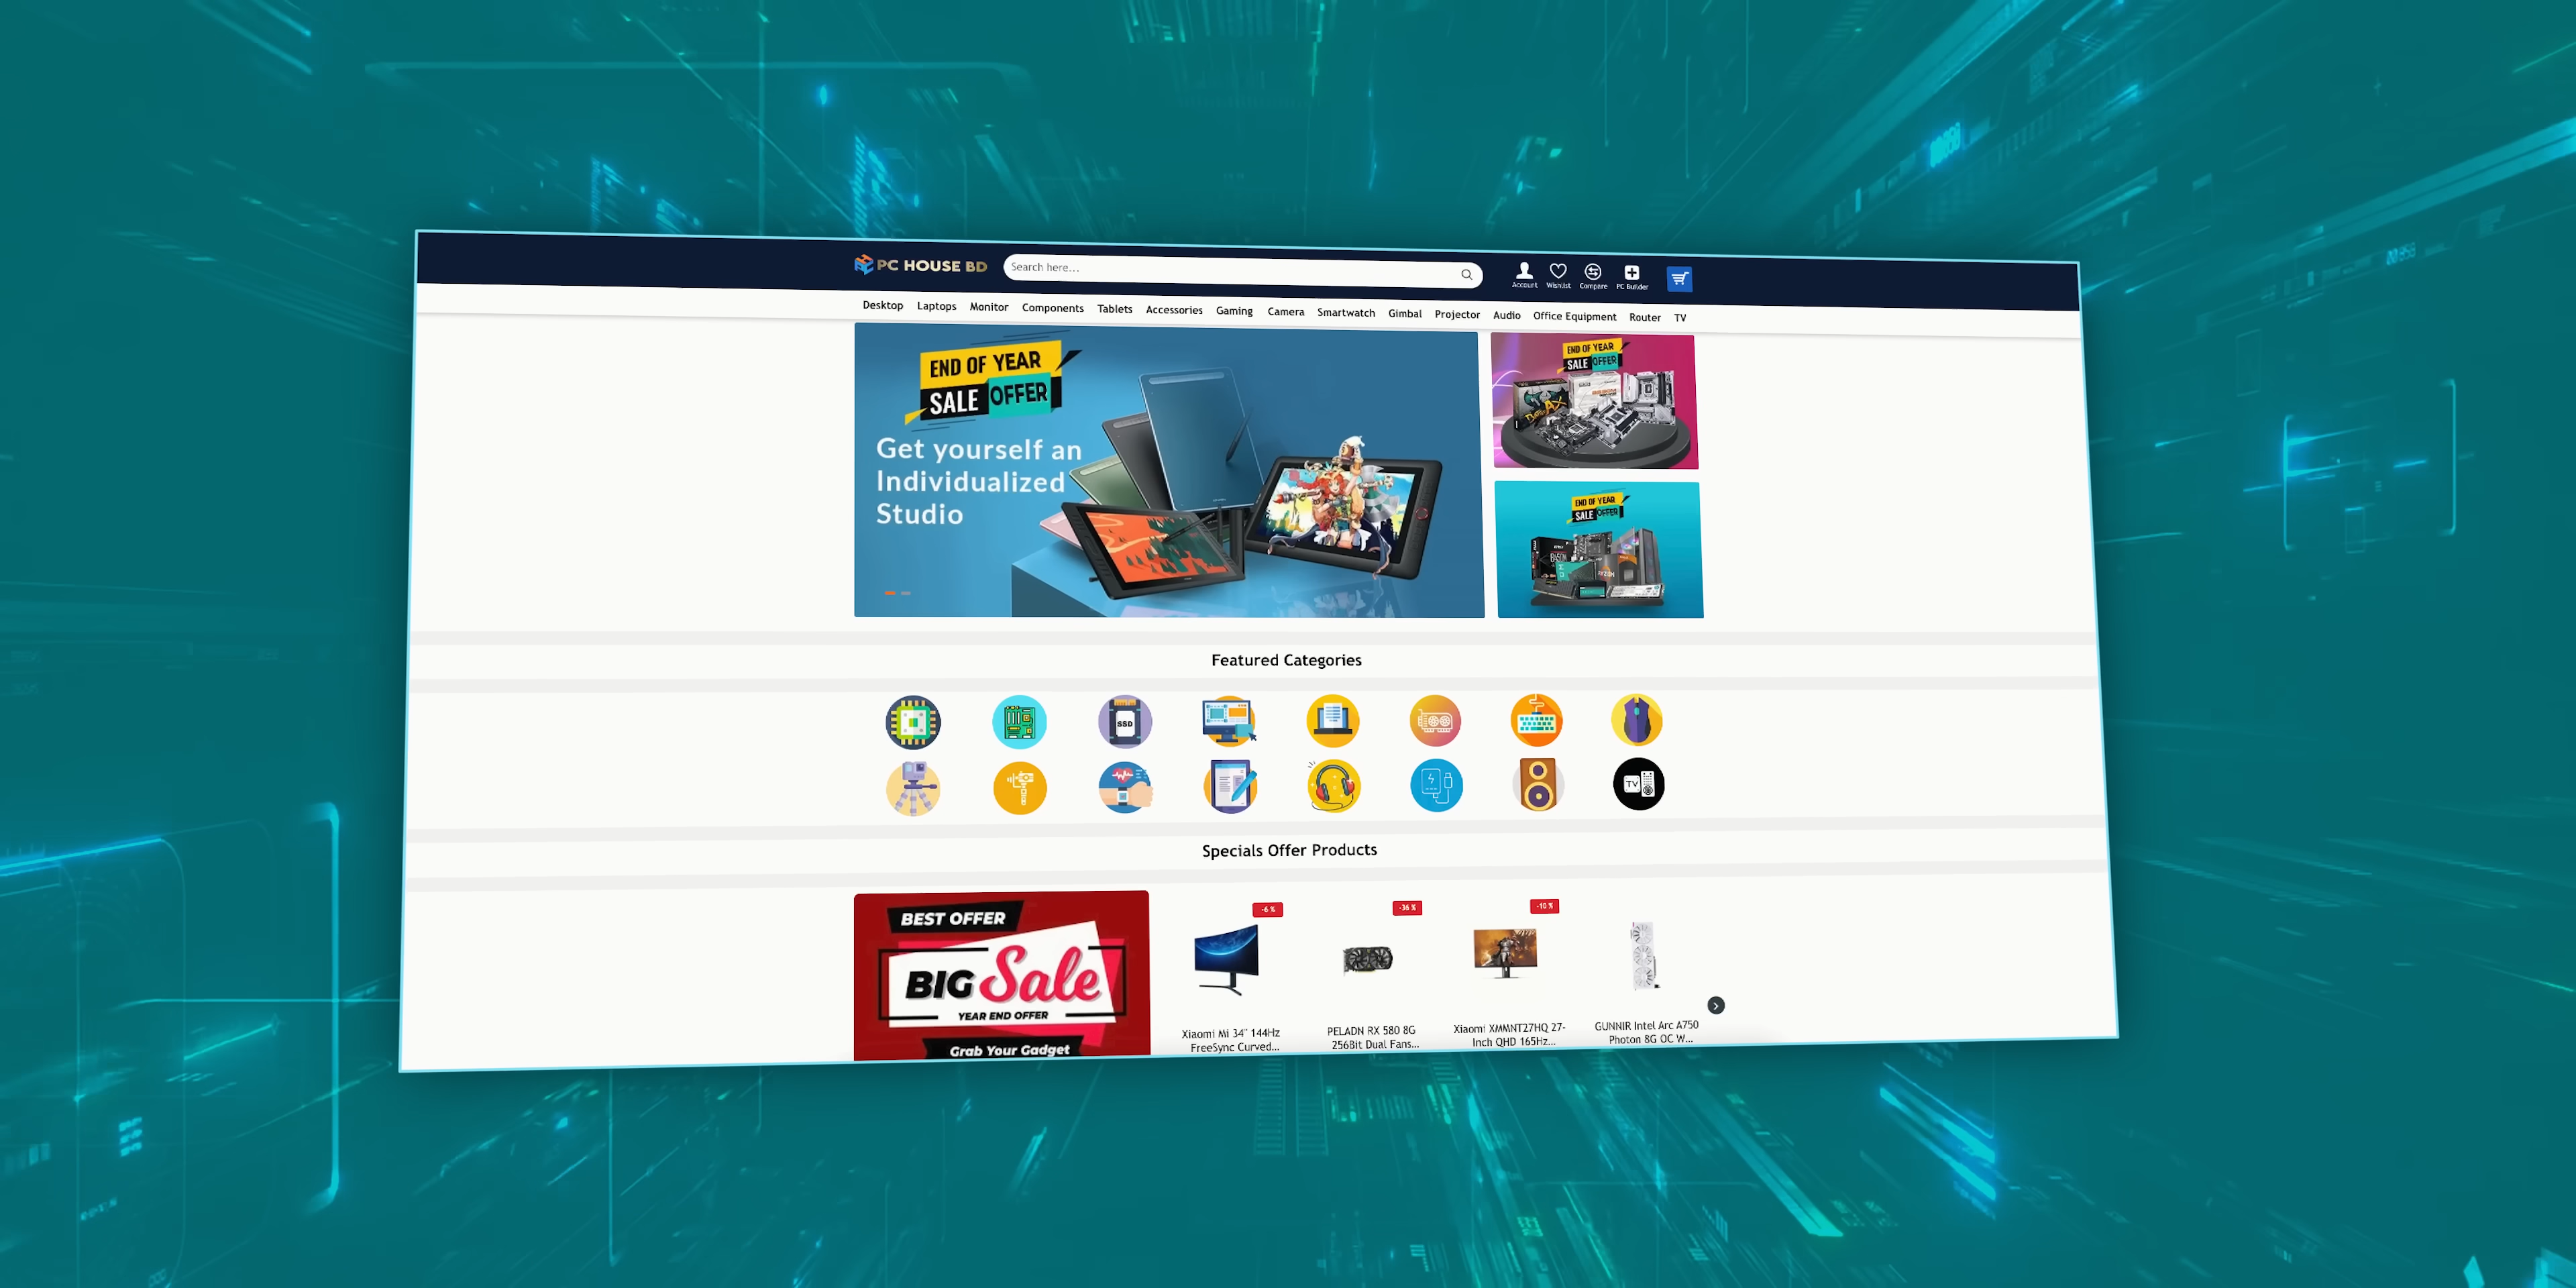 PC HOUSE BD
Search here...
Account Wishlist Compare PC Builder
Desktop Laptops Monitor Components Tablets Accessories Gaming Camera Smartwatch Gimbal Projector Audio Office Equipment Router TV
END OF YEAR
SALE OFFER
Get yourself an
Individualized
Studio
END OF YEAR
SALE OFFER
END OF YEAR
SALE OFFER
Featured Categories
SSD
TV
Specials Offer Products
BEST OFFER
BIG Sale
YEAR END OFFER
Grab Your Gadget
-6 %
Xiaomi Mi 34" 144Hz
FreeSync Curved...
-36 %
PELADN RX 580 8G
256Bit Dual Fans...
-10 %
Xiaomi XMMNT27HQ 27-
Inch QHD 165Hz...
GUNNIR Intel Arc A750
Photon 8G OC W...